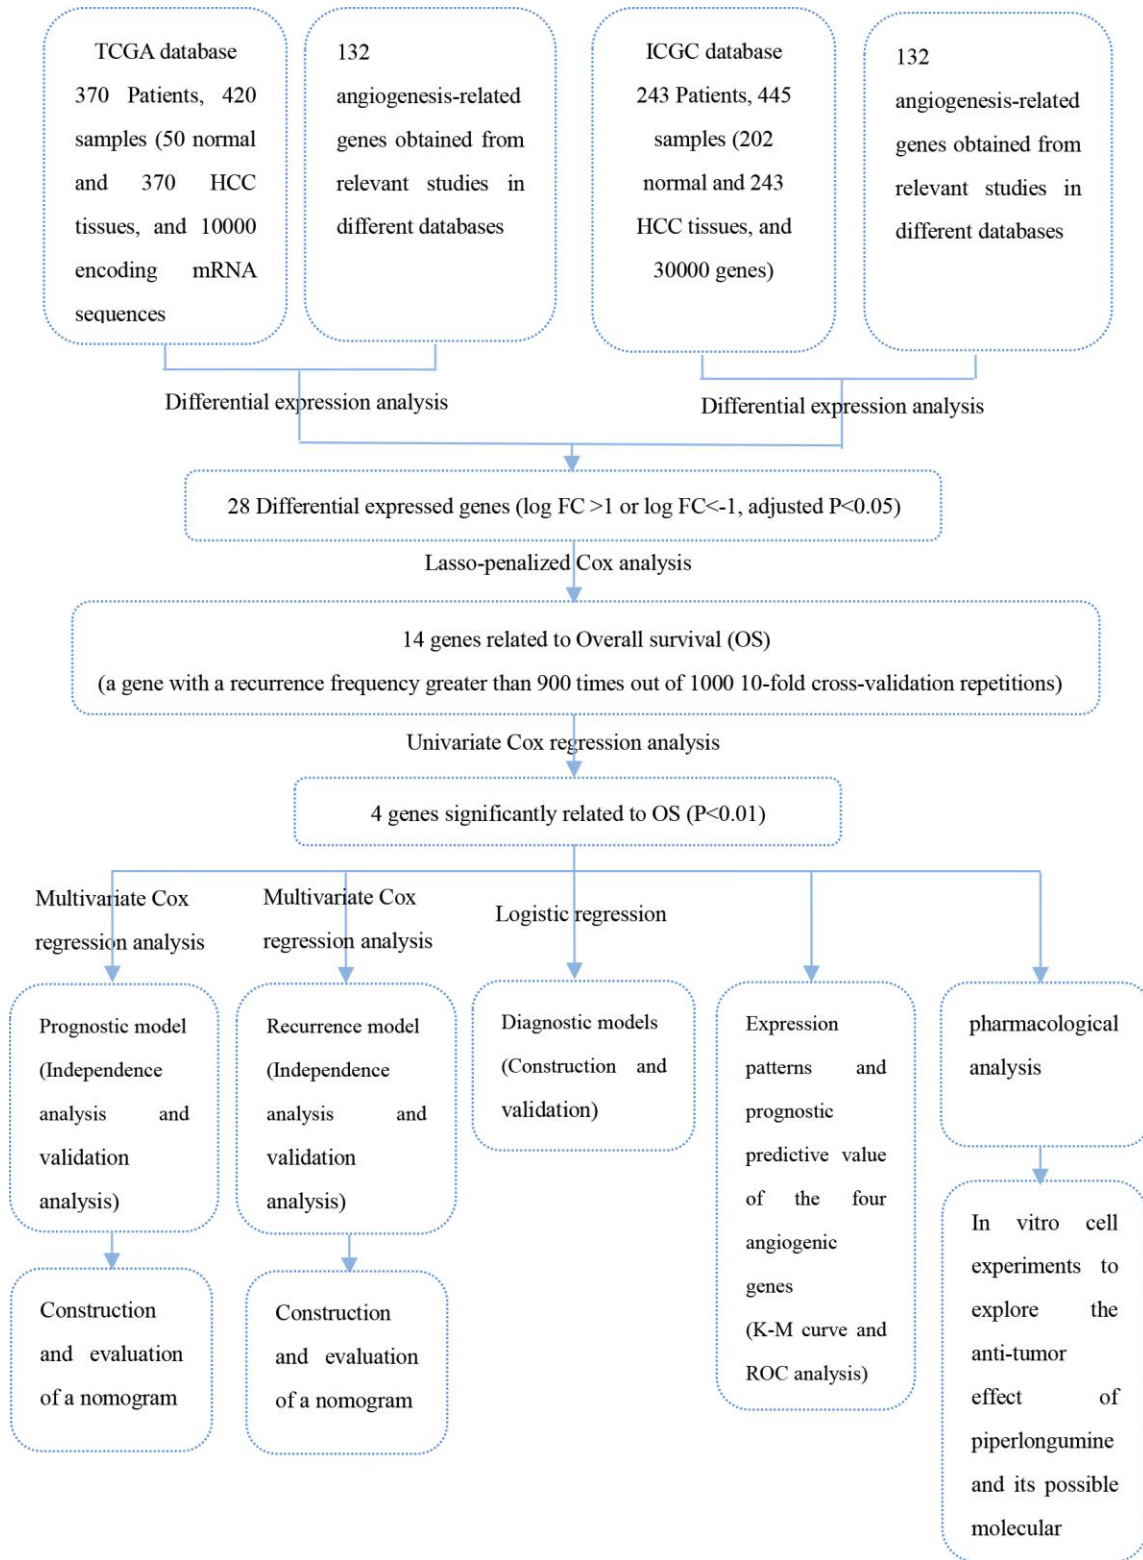 TCGA database
370 Patients, 420
samples (50 normal
and 370 HCC
tissues, and 10000
encoding mRNA
sequences
132
angiogenesis-related
genes obtained from
relevant studies in
different databases
ICGC database
243 Patients, 445
samples (202
normal and 243
HCC tissues, and
30000 genes)
132
angiogenesis-related
genes obtained from
relevant studies in
different databases
Differential expression analysis
Differential expression analysis
28 Differential expressed genes (log FC >1 or log FC<-1, adjusted P<0.05)
Lasso-penalized Cox analysis
14 genes related to Overall survival (OS)
(a gene with a recurrence frequency greater than 900 times out of 1000 10-fold cross-validation repetitions)
Univariate Cox regression analysis
4 genes significantly related to OS (P<0.01)
Multivariate Cox
regression analysis
Multivariate Cox
regression analysis
Logistic regression
Prognostic model
(Independence
analysis and
validation
analysis)
Recurrence model
(Independence
analysis and
validation
analysis)
Diagnostic models
(Construction and
validation)
Expression
patterns and
prognostic
predictive value
of the four
angiogenic
genes
(K-M curve and
ROC analysis)
pharmacological
analysis
Construction
and evaluation
of a nomogram
Construction
and evaluation
of a nomogram
In vitro cell
experiments to
explore the
anti-tumor
effect of
piperlongumine
and its possible
molecular